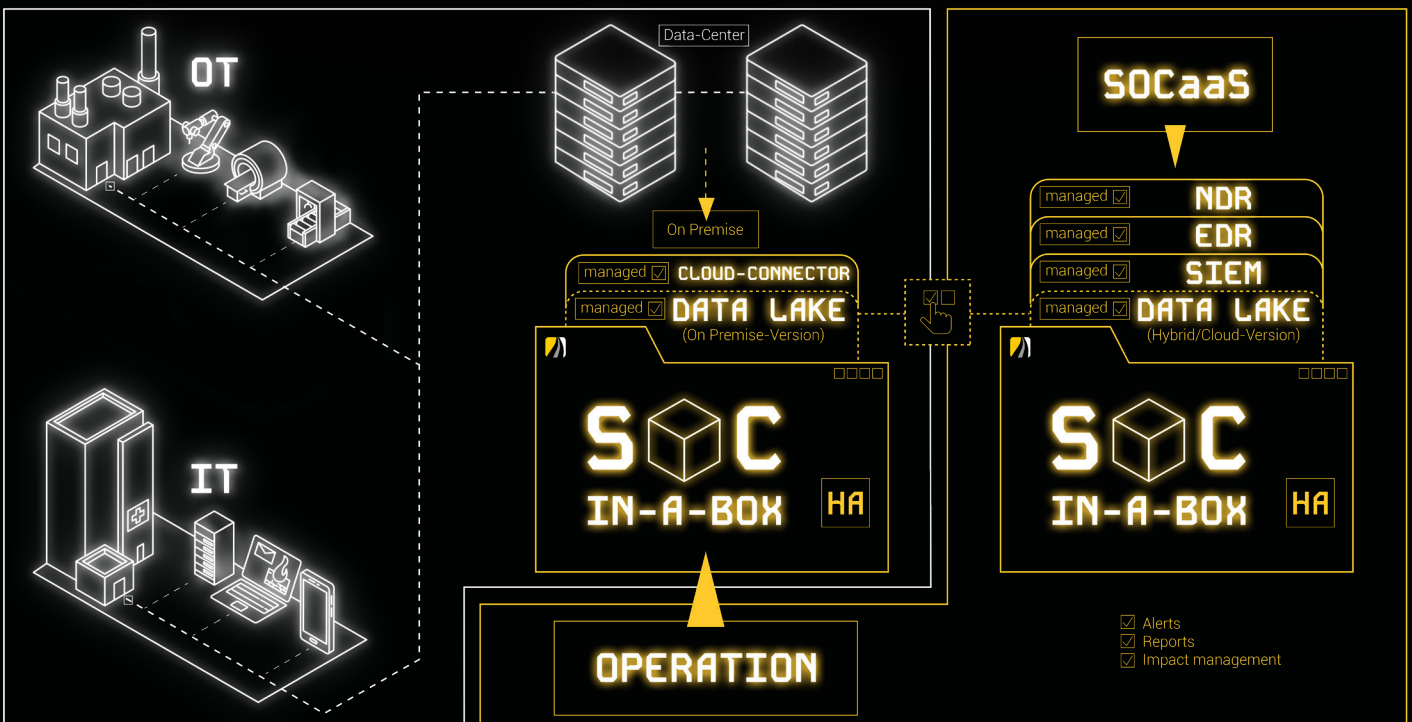 OT
IT
Data-Center
On Premise
managed CLOUD-CONNECTOR
managed DATA LAKE
(On Premise-Version)
S C
IN-A-BOX
HA
OPERATION
SOCaaS
managed NDR
managed EDR
managed SIEM
managed DATA LAKE
(Hybrid/Cloud-Version)
S C
IN-A-BOX
HA
Alerts
Reports
Impact management